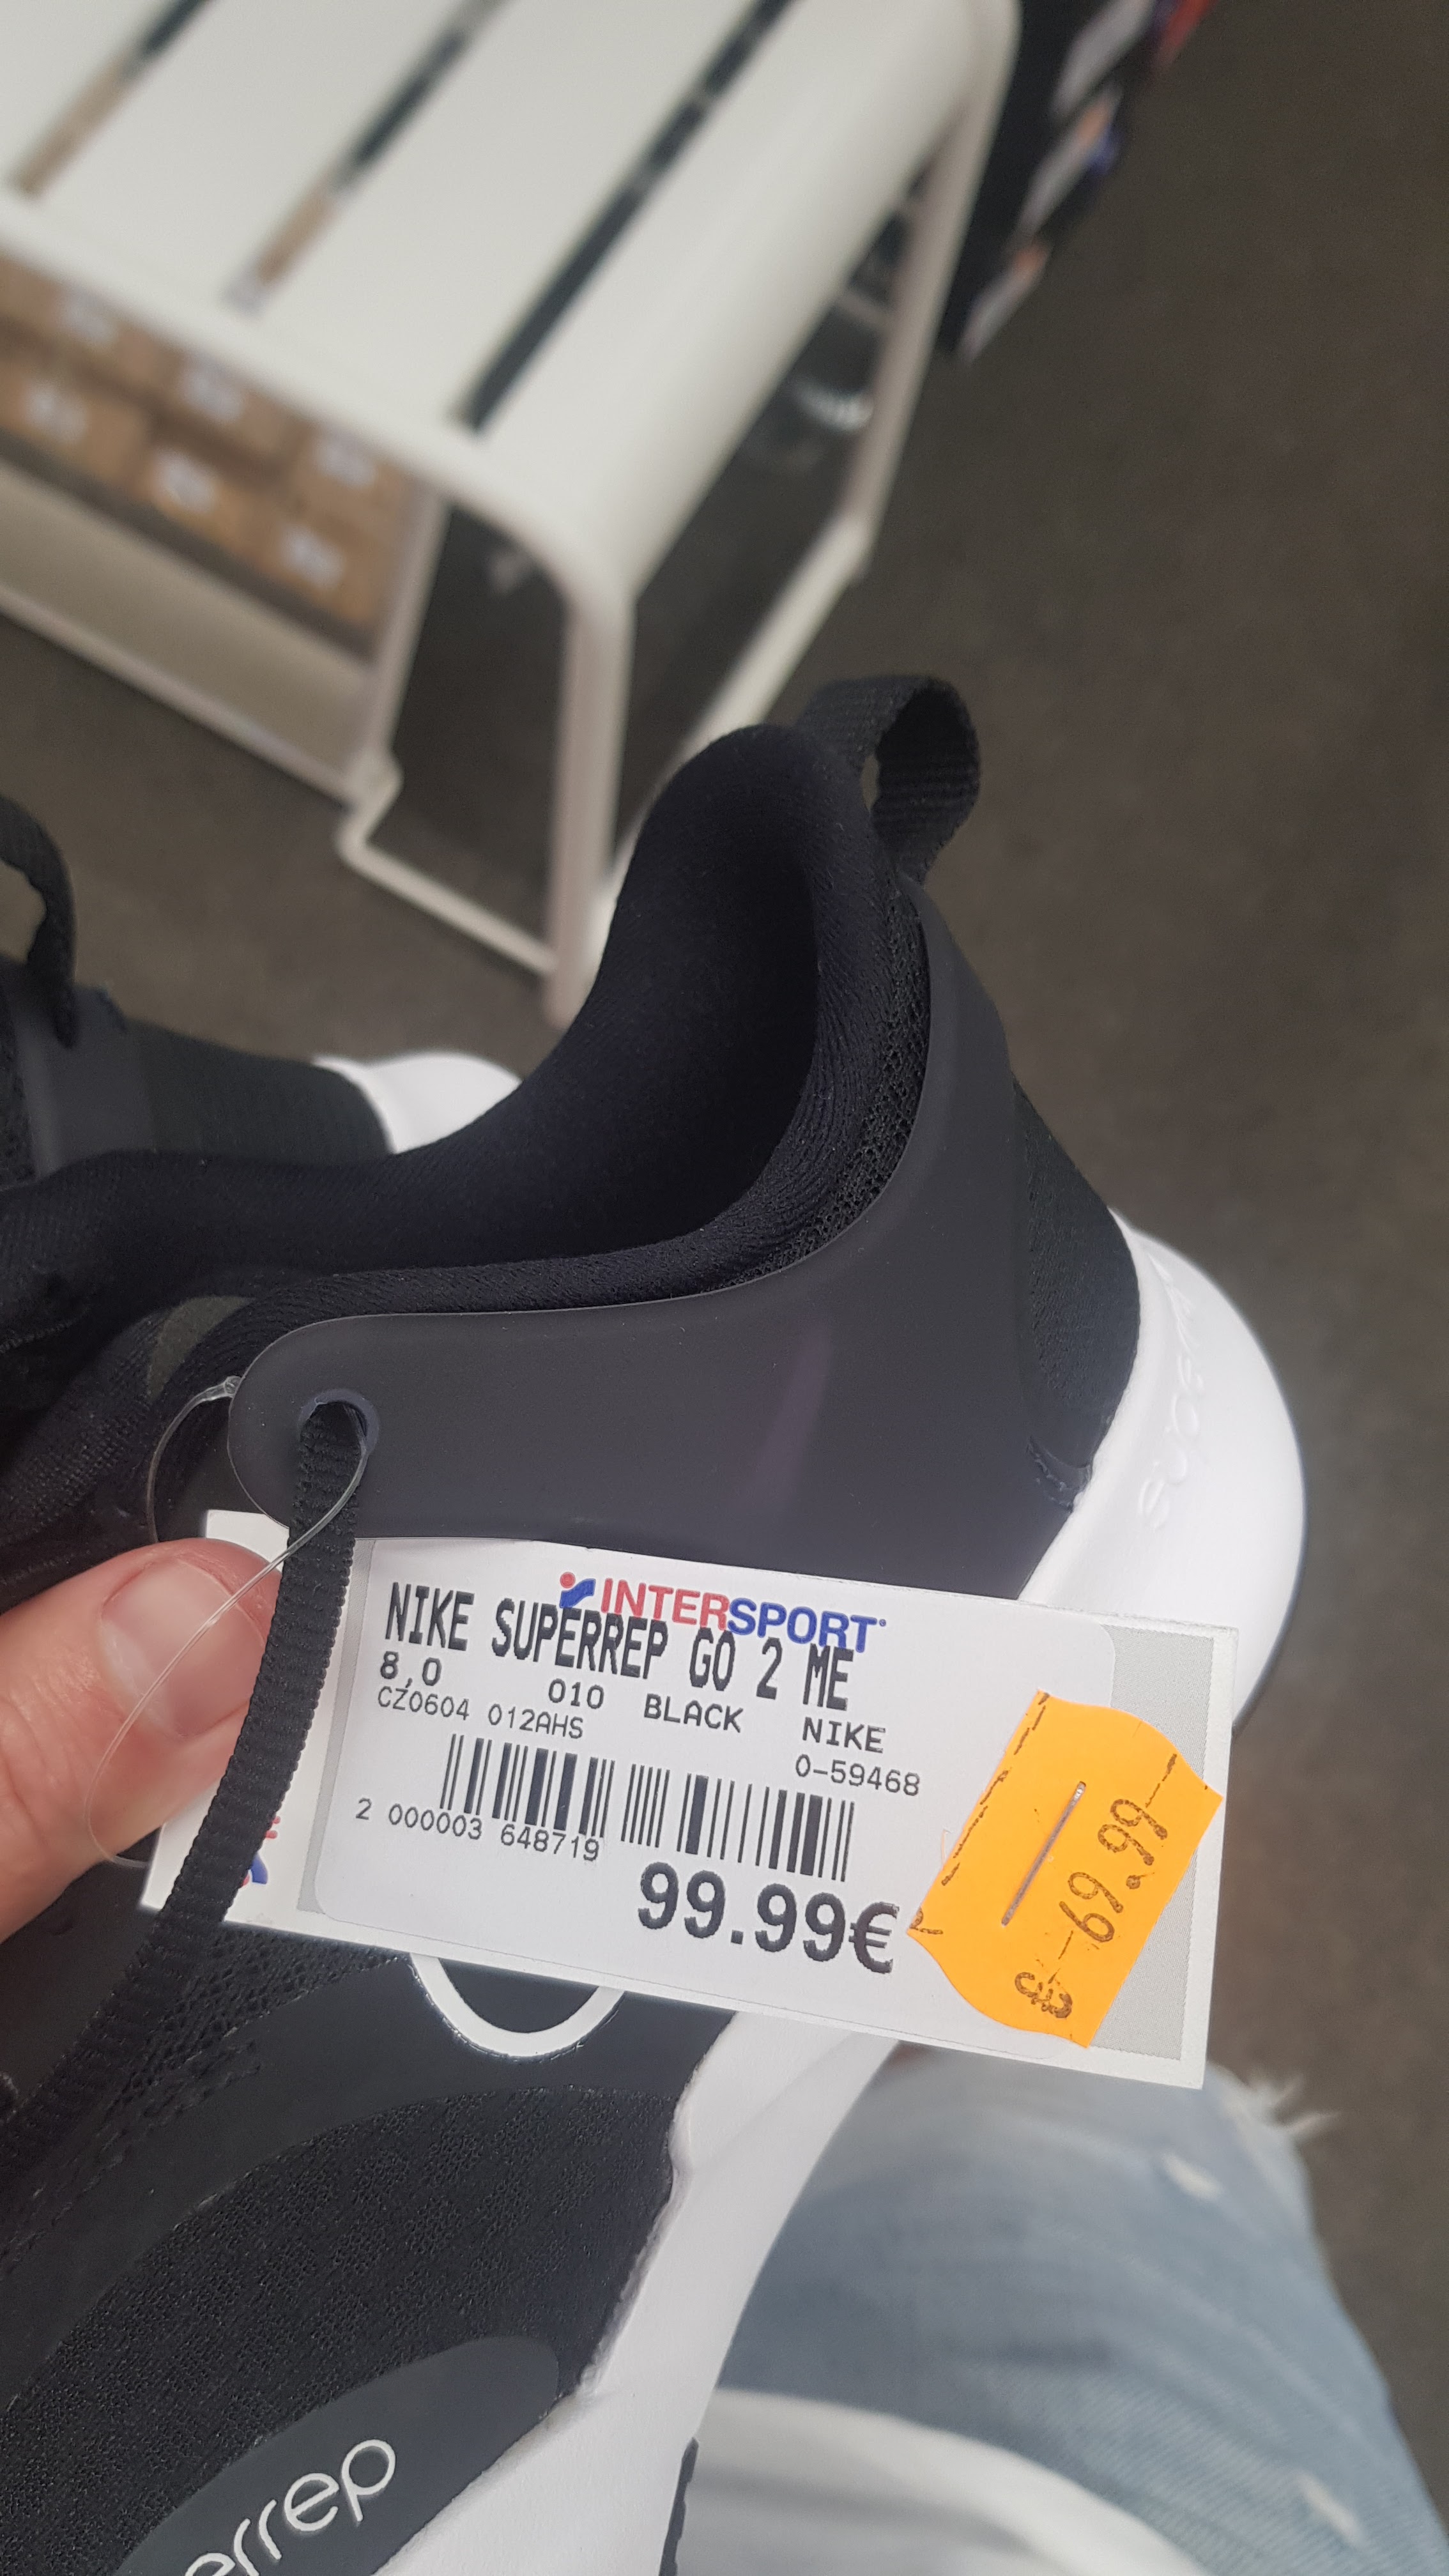 INTERSPORT
NIKE SUPERREP GO 2 ME
8,0 010 BLACK NIKE
CZ0604 012AHS 0-59468
2 000003 648719
99.99€
€ 69.99
errep